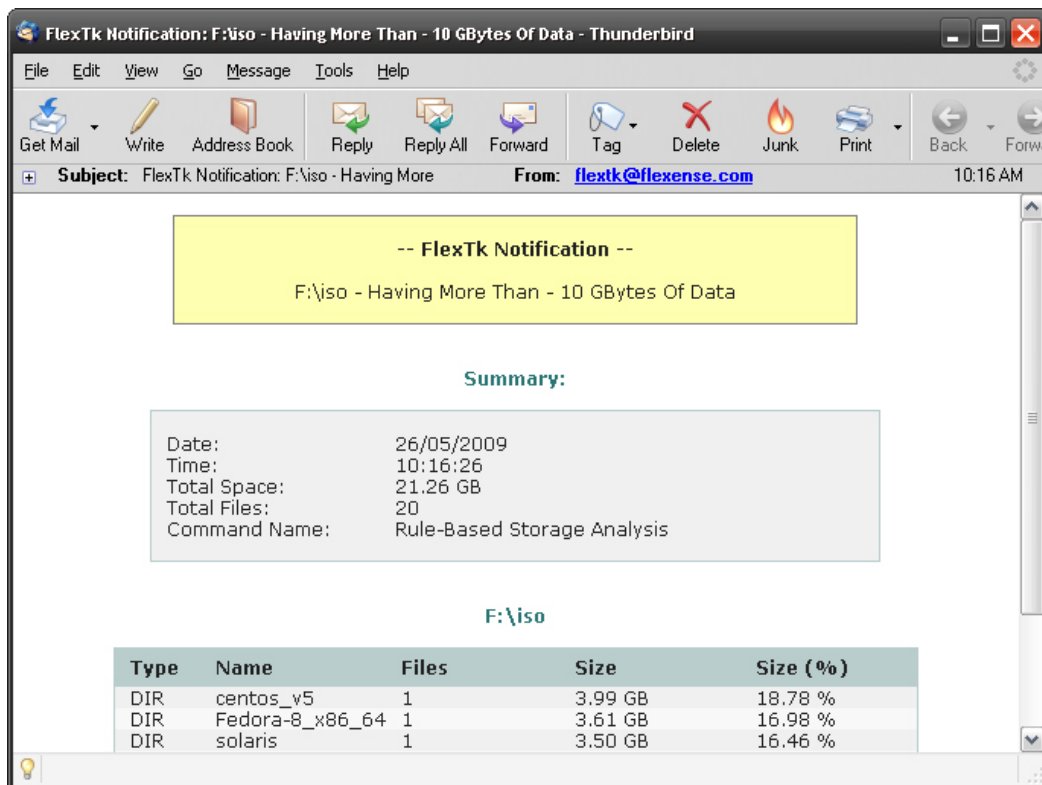 FlexTk Notification: F:\iso - Having More Than - 10 GBytes Of Data - Thunderbird
File Edit View Go Message Tools Help
Get Mail Write Address Book Reply Reply All Forward Tag Delete Junk Print Back Forw
Subject: FlexTk Notification: F:\iso - Having More From: flextk@flexense.com 10:16 AM
-- FlexTk Notification --
F:\iso - Having More Than - 10 GBytes Of Data
Summary:
Date: 26/05/2009
Time: 10:16:26
Total Space: 21.26 GB
Total Files: 20
Command Name: Rule-Based Storage Analysis
F:\iso
Type Name Files Size Size (%)
DIR centos_v5 1 3.99 GB 18.78 %
DIR Fedora-8_x86_64 1 3.61 GB 16.98 %
DIR solaris 1 3.50 GB 16.46 %